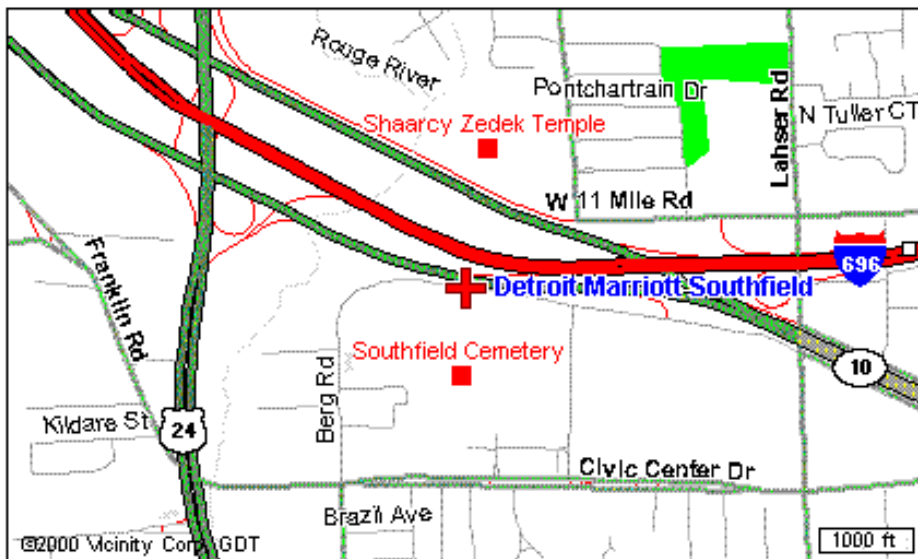 Rouge River
Pontchartrain Dr
Lahser Rd
N Tuller CT
Shaarcy Zedek Temple
W 11 Mile Rd
696
Franklin Rd
Detroit Marriott Southfield
Southfield Cemetery
10
Berg Rd
Kildare St
24
Civic Center Dr
Brazil Ave
©2000 Vicinity Corp, GDT
1000 ft